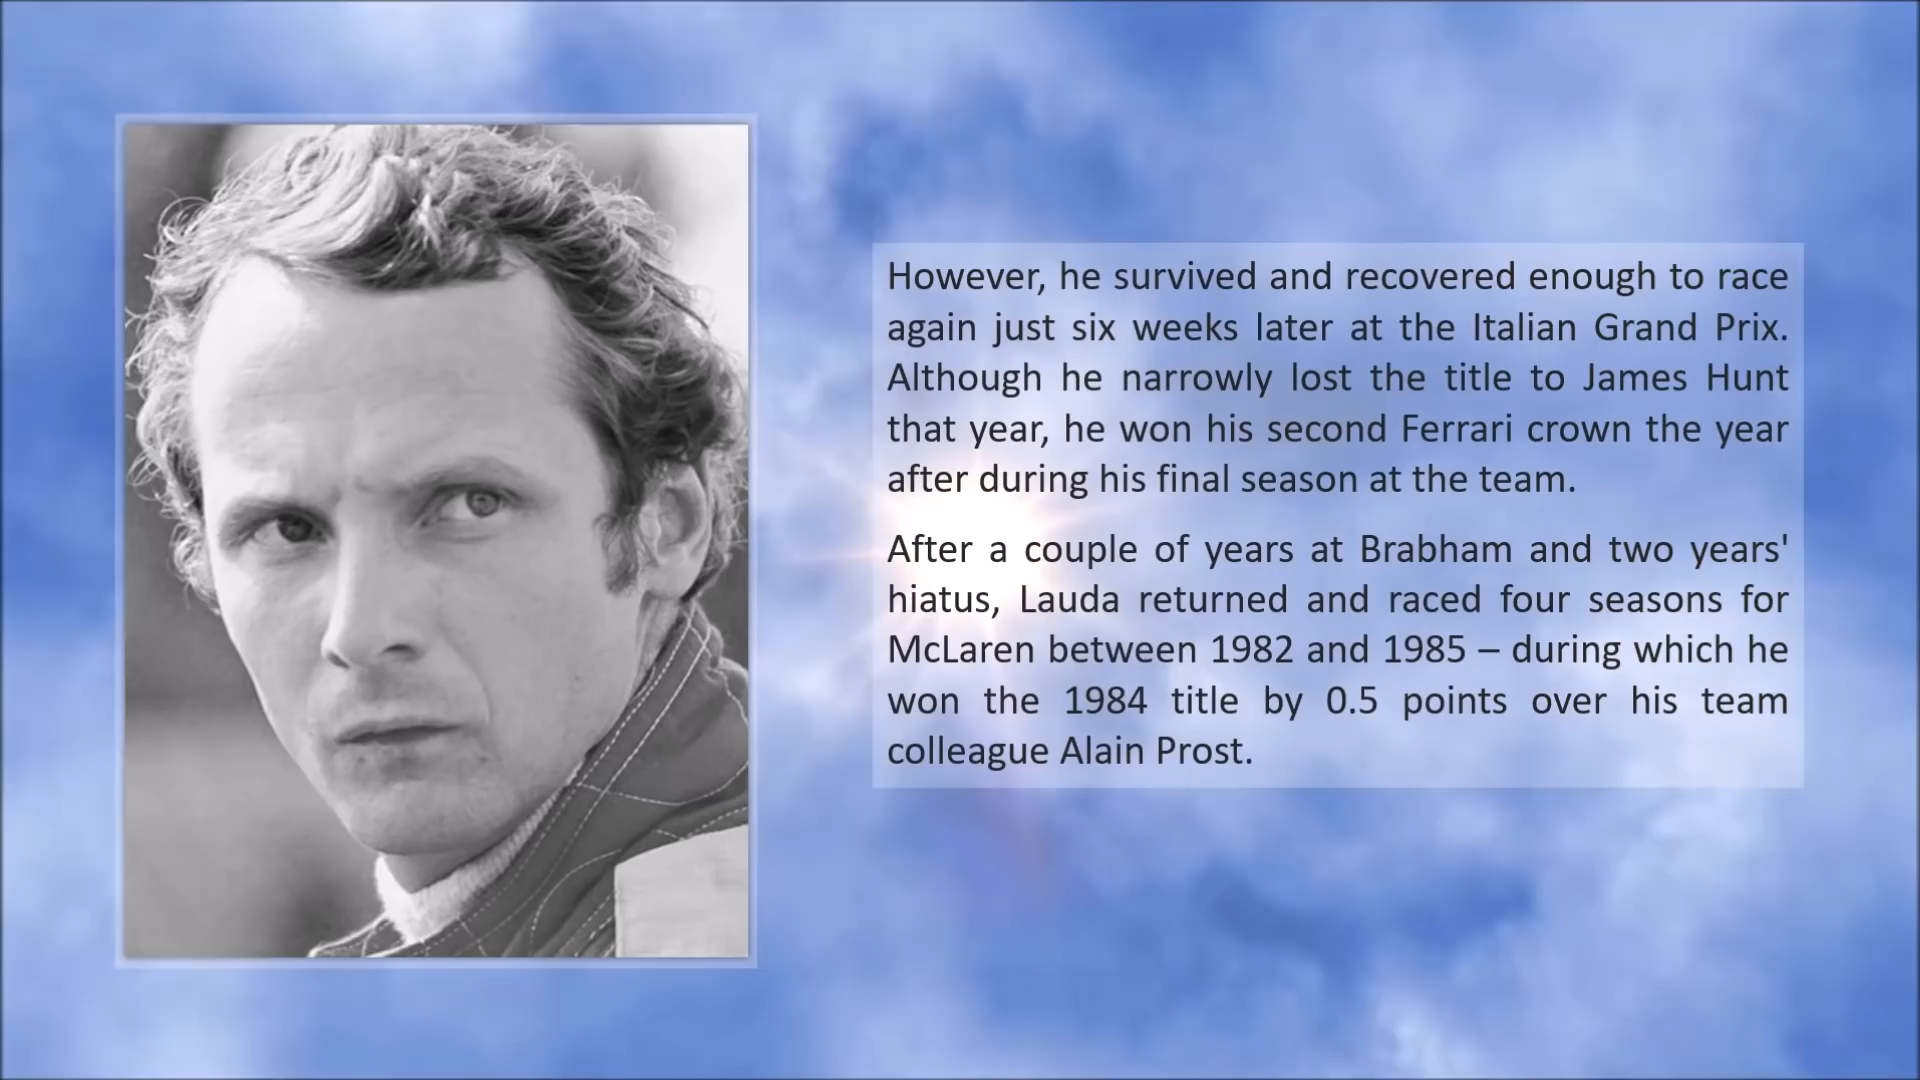 However, he survived and recovered enough to race
again just six weeks later at the Italian Grand Prix.
Although he narrowly lost the title to James Hunt
that year, he won his second Ferrari crown the year
after during his final season at the team.
After a couple of years at Brabham and two years'
hiatus, Lauda returned and raced four seasons for
McLaren between 1982 and 1985 – during which he
won the 1984 title by 0.5 points over his team
colleague Alain Prost.